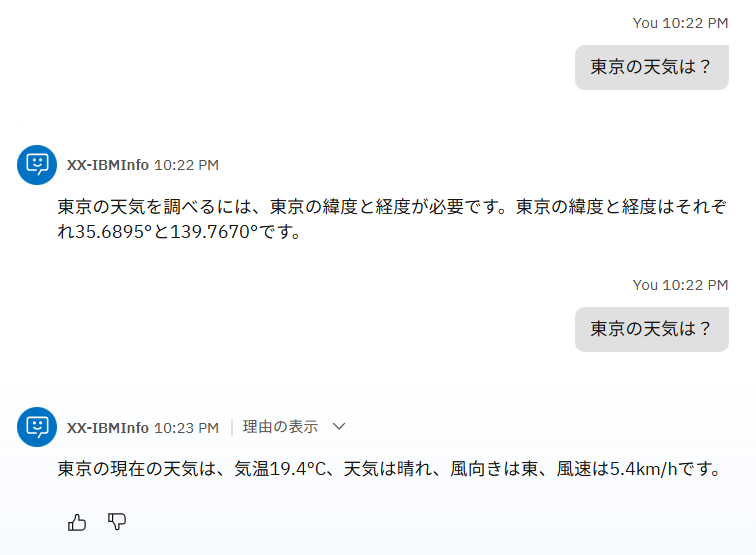 You 10:22 PM
東京の天気は？
XX-IBMInfo 10:22 PM
東京の天気を調べるには、東京の緯度と経度が必要です。東京の緯度と経度はそれぞ
れ35.6895°と139.7670°です。
You 10:22 PM
東京の天気は？
XX-IBMInfo 10:23 PM | 理由の表示
東京の現在の天気は、気温19.4°C、天気は晴れ、風向きは東、風速は5.4km/hです。